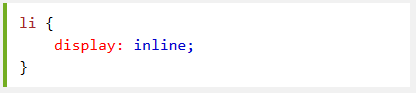 li {
    display: inline;
}